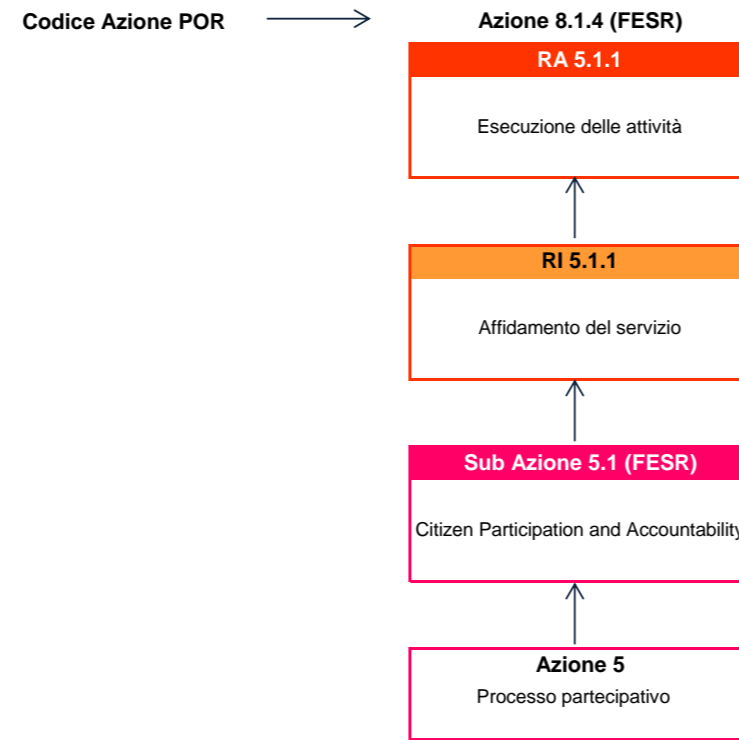 Codice Azione POR
Azione 8.1.4 (FESR)
RA 5.1.1
Esecuzione delle attività
RI 5.1.1
Affidamento del servizio
Sub Azione 5.1 (FESR)
Citizen Participation and Accountability
Azione 5
Processo partecipativo